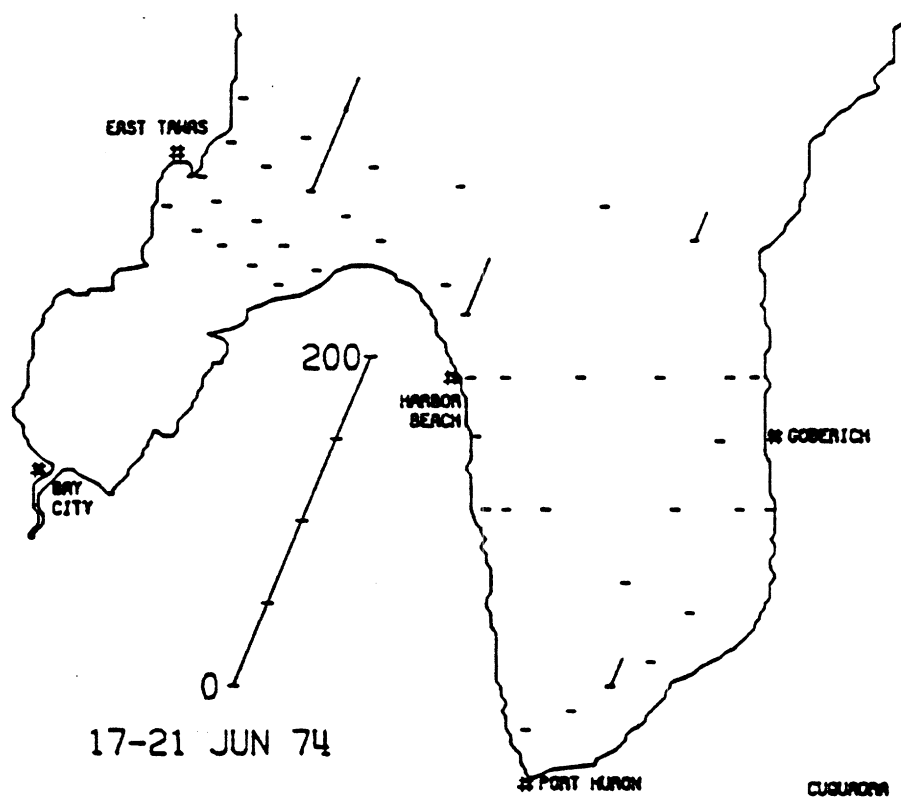 EAST TAWAS
200
HARBOR
BEACH
GODERICH
BAY
CITY
0
17-21 JUN 74
PORT HURON